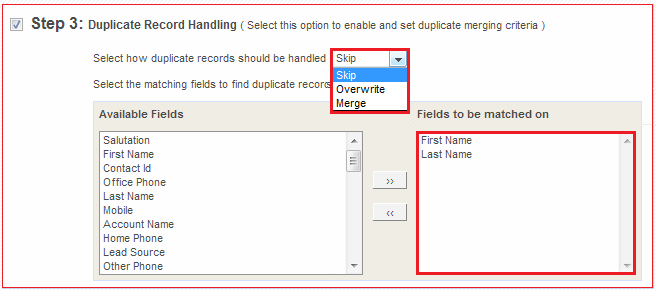 Step 3: Duplicate Record Handling ( Select this option to enable and set duplicate merging criteria )
Select how duplicate records should be handled Skip
Skip
Overwrite
Merge
Select the matching fields to find duplicate record
Available Fields
Fields to be matched on
Salutation
First Name
Contact Id
Office Phone
Last Name
Mobile
Account Name
Home Phone
Lead Source
Other Phone
››
‹‹
First Name
Last Name